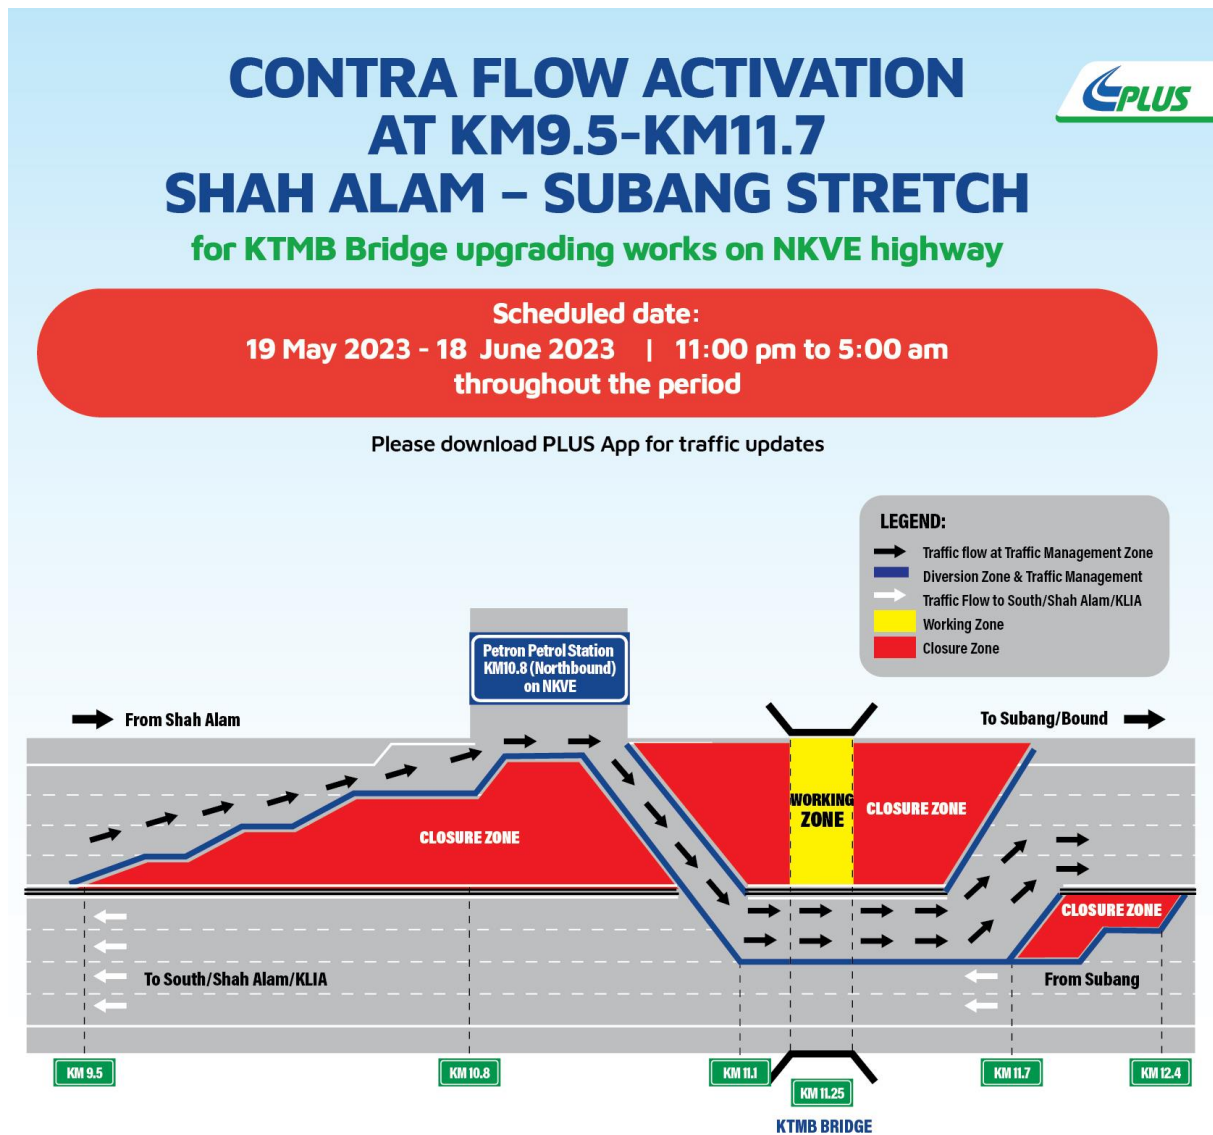 CONTRA FLOW ACTIVATION
AT KM9.5-KM11.7
SHAH ALAM – SUBANG STRETCH
PLUS
for KTMB Bridge upgrading works on NKVE highway
Scheduled date:
19 May 2023 - 18 June 2023 | 11:00 pm to 5:00 am
throughout the period
Please download PLUS App for traffic updates
LEGEND:
Traffic flow at Traffic Management Zone
Diversion Zone & Traffic Management
Traffic Flow to South/Shah Alam/KLIA
Working Zone
Closure Zone
Petron Petrol Station
KM10.8 (Northbound)
on NKVE
From Shah Alam
To Subang/Bound
WORKING
ZONE
CLOSURE ZONE
CLOSURE ZONE
CLOSURE ZONE
To South/Shah Alam/KLIA
From Subang
KM 9.5
KM 10.8
KM 11.1
KM 11.25
KM 11.7
KM 12.4
KTMB BRIDGE